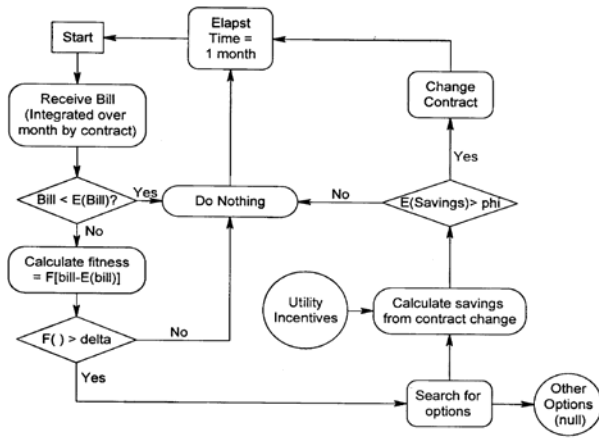 Start
Elapst
Time =
1 month
Receive Bill
(Integrated over
month by contract)
Change
Contract
Yes
Bill < E(Bill)?
Yes
Do Nothing
No
E(Savings)> phi
No
Calculate fitness
= F[bill-E(bill)]
Utility
Incentives
Calculate savings
from contract change
F( ) > delta
No
Yes
Search for
options
Other
Options
(null)